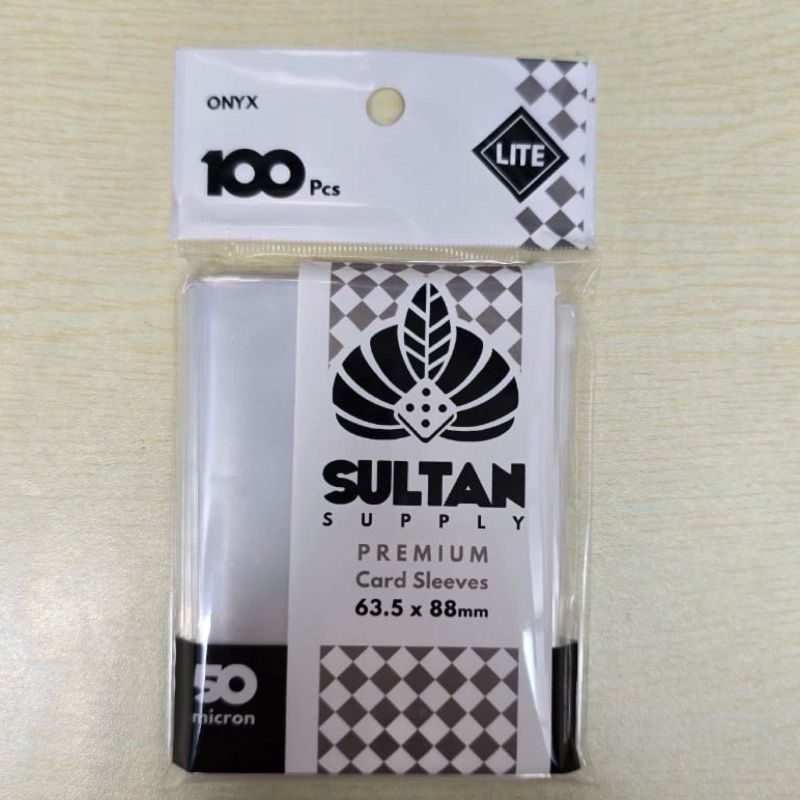 ONYX
100 Pcs
LITE
SULTAN
SUPPLY
PREMIUM
Card Sleeves
63.5 x 88mm
50
micron